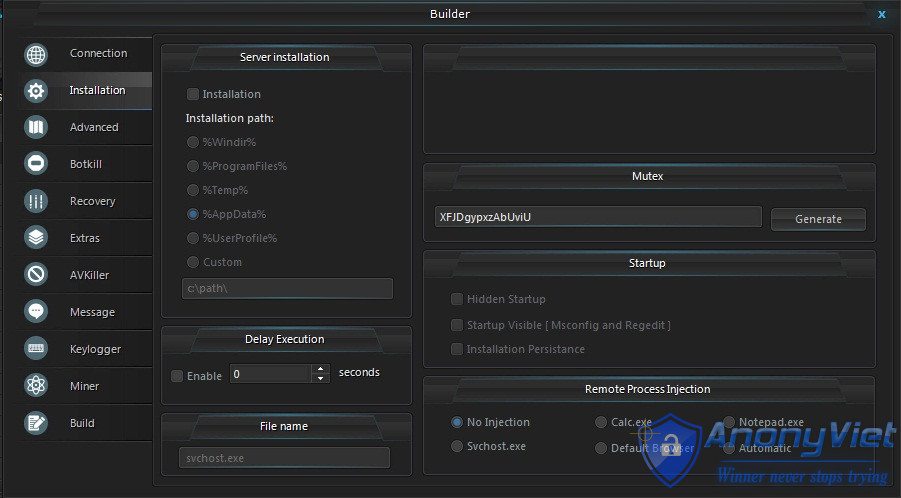 Builder
x
Connection
Installation
Advanced
Botkill
Recovery
Extras
AVKiller
Message
Keylogger
Miner
Build
Server installation
Installation
Installation path:
%Windir%
%ProgramFiles%
%Temp%
%AppData%
%UserProfile%
Custom
c:\path\
Delay Execution
Enable
0
seconds
File name
svchost.exe
Mutex
XFJDgypxzAbUviU
Generate
Startup
Hidden Startup
Startup Visible [ Msconfig and Regedit ]
Installation Persistance
Remote Process Injection
No Injection
Calc.exe
Notepad.exe
Svchost.exe
Default Browser
Automatic
AnonyViet
Winner never stops trying